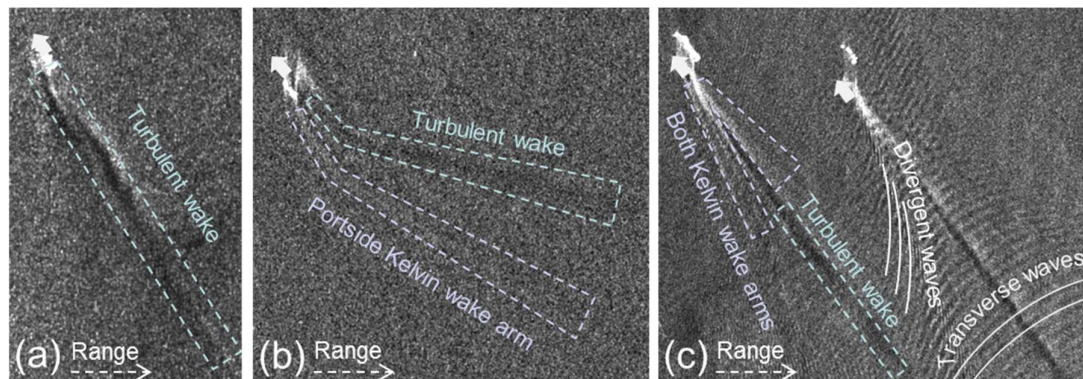 Turbulent wake
(a)
Range
Turbulent wake
Portside Kelvin wake arm
(b)
Range
Both Kelvin wake arms
Turbulent wake
Divergent waves
Transverse waves
(c)
Range